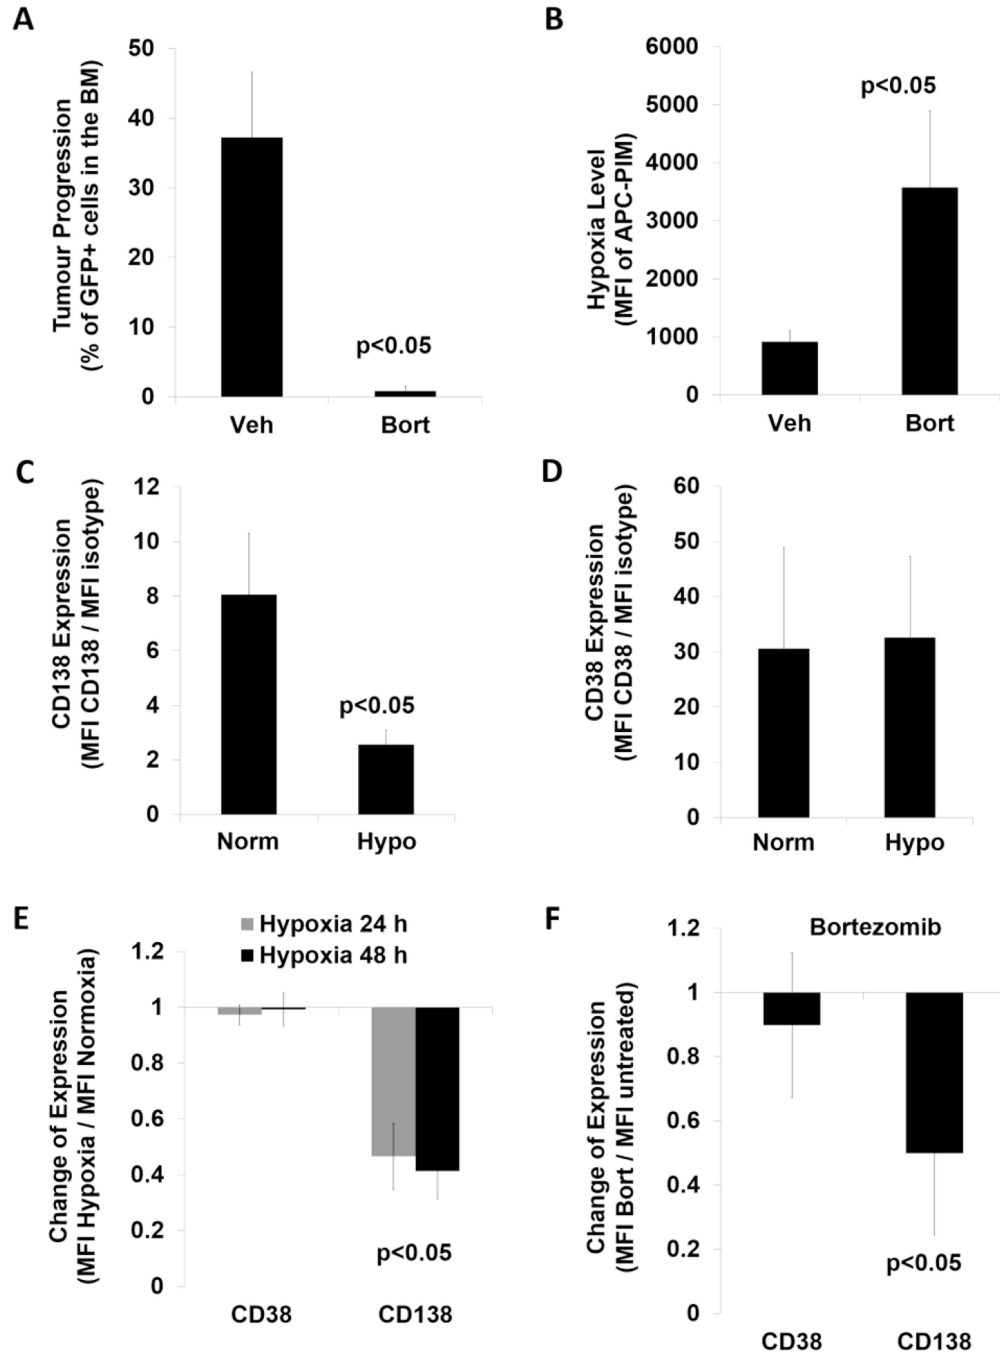 A
Tumour Progression
(% of GFP+ cells in the BM)
50
40
30
20
10
0
p<0.05
Veh
Bort
B
Hypoxia Level
(MFI of APC-PIM)
6000
5000
4000
3000
2000
1000
0
p<0.05
Veh
Bort
C
CD138 Expression
(MFI CD138 / MFI isotype)
12
10
8
6
4
2
0
p<0.05
Norm
Hypo
D
CD38 Expression
(MFI CD38 / MFI isotype)
60
50
40
30
20
10
0
Norm
Hypo
E
Hypoxia 24 h
Hypoxia 48 h
Change of Expression
(MFI Hypoxia / MFI Normoxia)
1.2
1
0.8
0.6
0.4
0.2
0
p<0.05
CD38
CD138
F
Bortezomib
Change of Expression
(MFI Bort / MFI untreated)
1.2
1
0.8
0.6
0.4
0.2
0
p<0.05
CD38
CD138